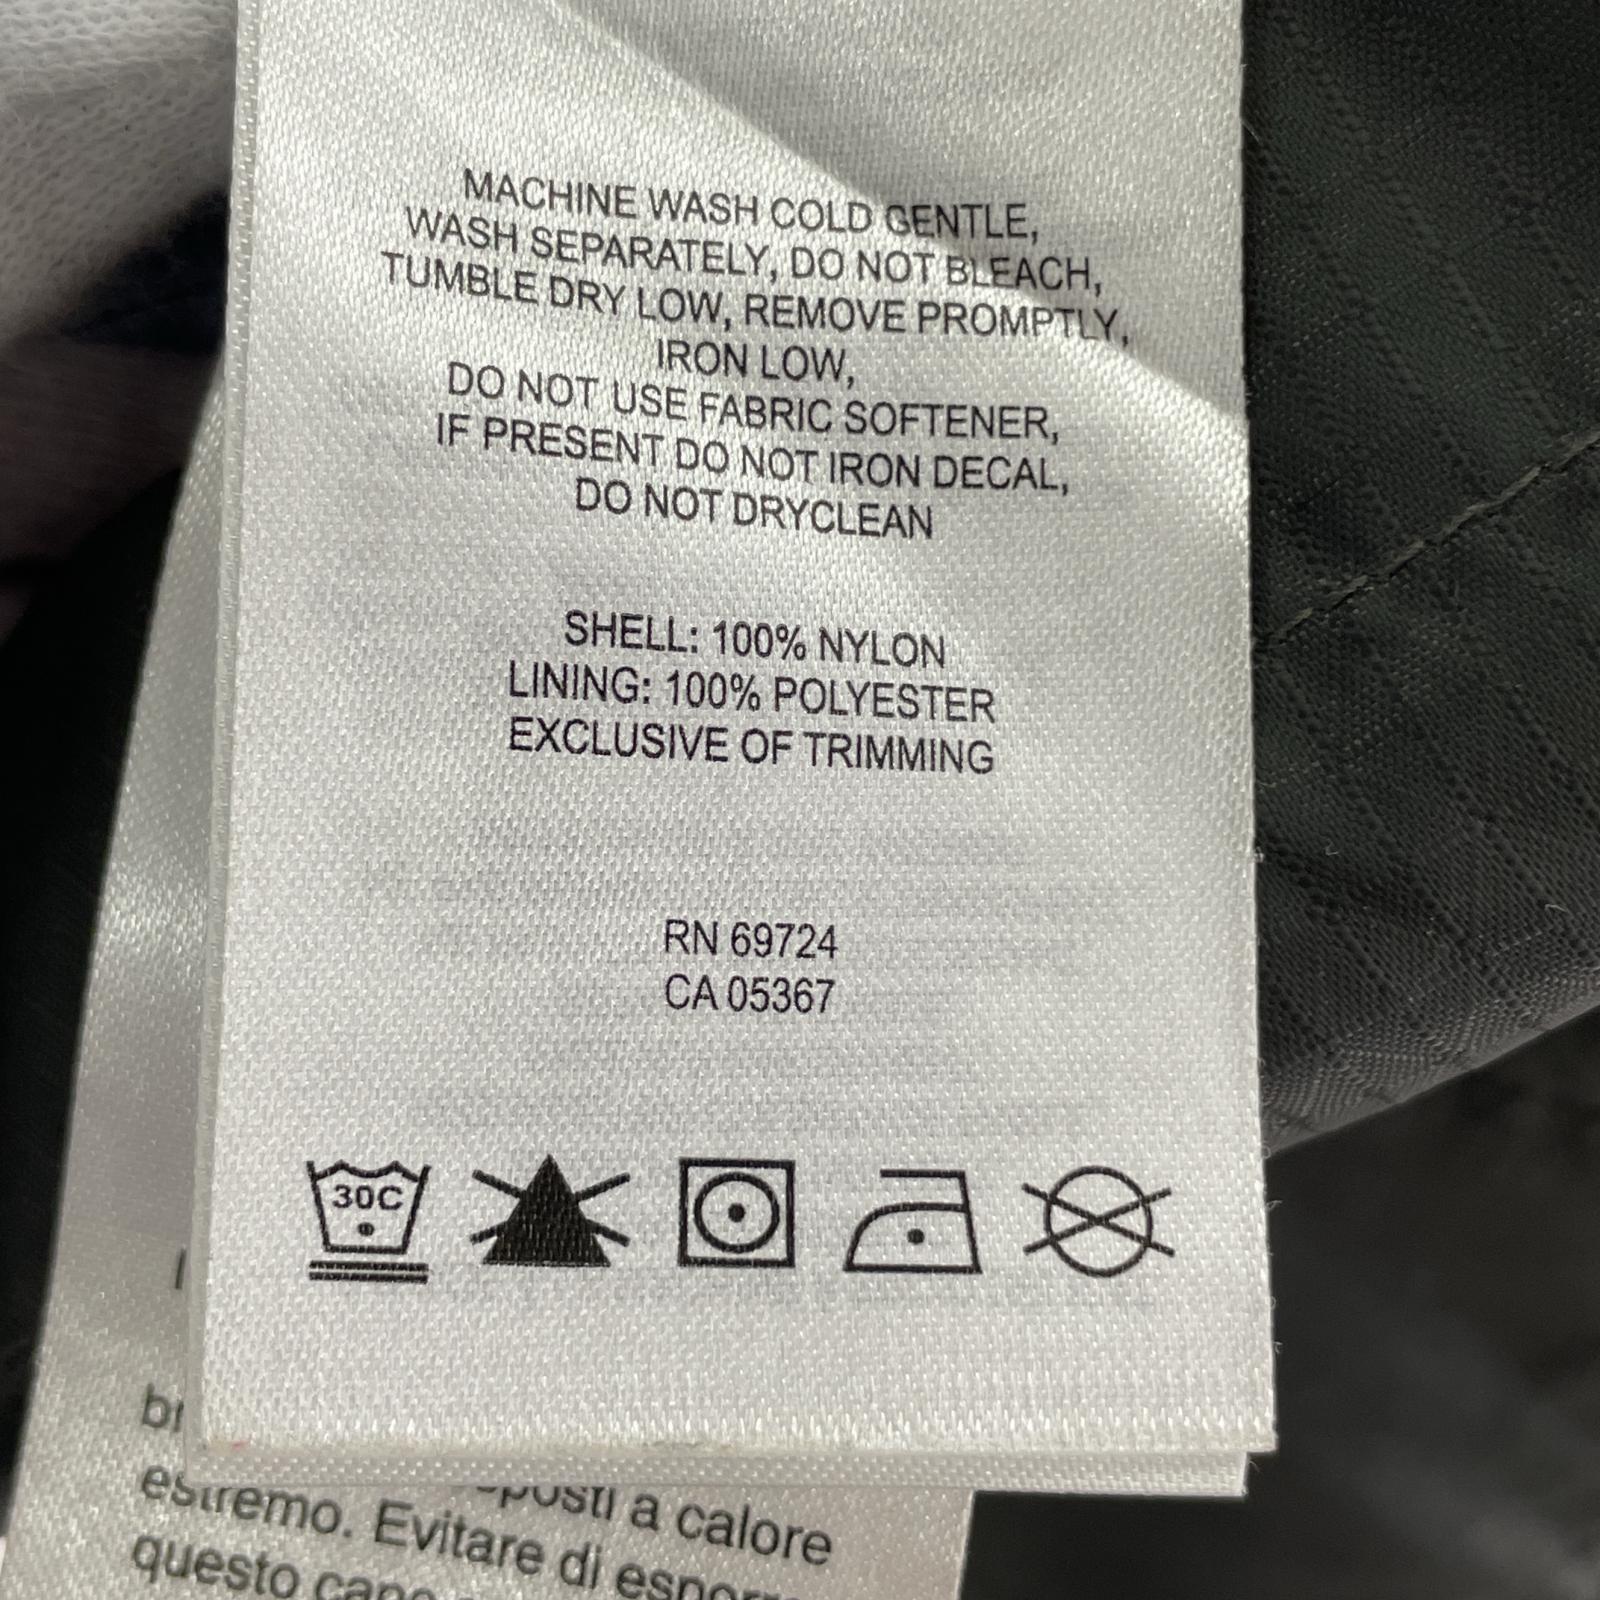 MACHINE WASH COLD GENTLE,
WASH SEPARATELY, DO NOT BLEACH,
TUMBLE DRY LOW, REMOVE PROMPTLY,
IRON LOW,
DO NOT USE FABRIC SOFTENER,
IF PRESENT DO NOT IRON DECAL,
DO NOT DRYCLEAN
SHELL: 100% NYLON
LINING: 100% POLYESTER
EXCLUSIVE OF TRIMMING
RN 69724
CA 05367
30C
a calore
estremo. Evitare di
questo